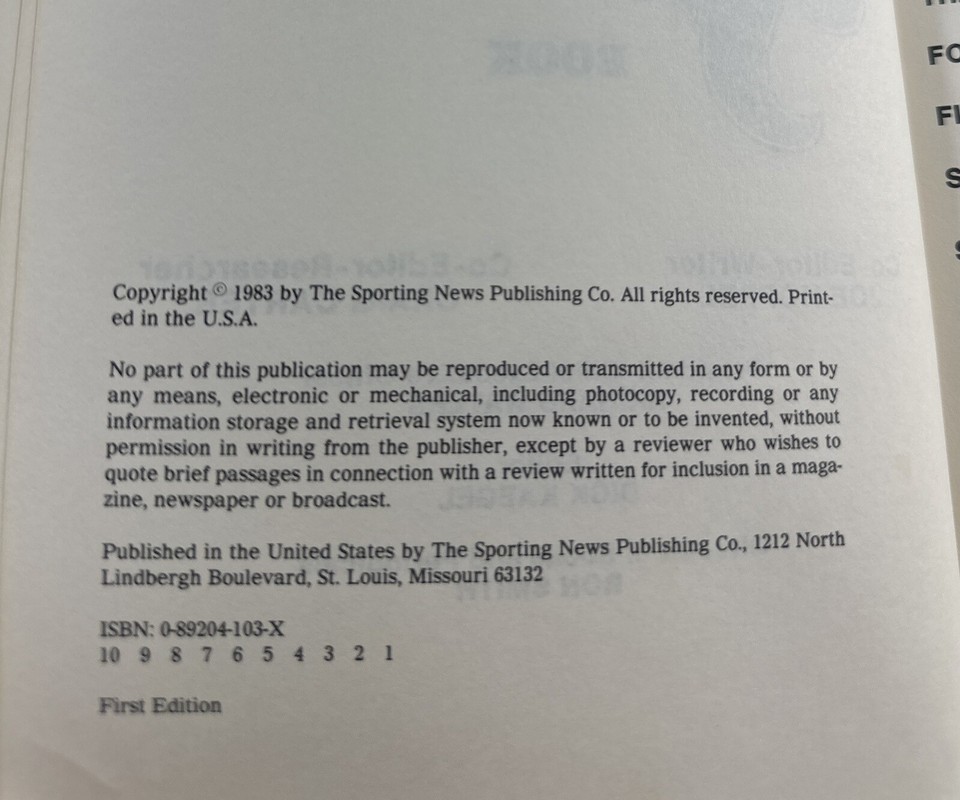 Copyright © 1983 by The Sporting News Publishing Co. All rights reserved. Print-
ed in the U.S.A.
No part of this publication may be reproduced or transmitted in any form or by
any means, electronic or mechanical, including photocopy, recording or any
information storage and retrieval system now known or to be invented, without
permission in writing from the publisher, except by a reviewer who wishes to
quote brief passages in connection with a review written for inclusion in a maga-
zine, newspaper or broadcast.
Published in the United States by The Sporting News Publishing Co., 1212 North
Lindbergh Boulevard, St. Louis, Missouri 63132
ISBN: 0-89204-103-X
10 9 8 7 6 5 4 3 2 1
First Edition